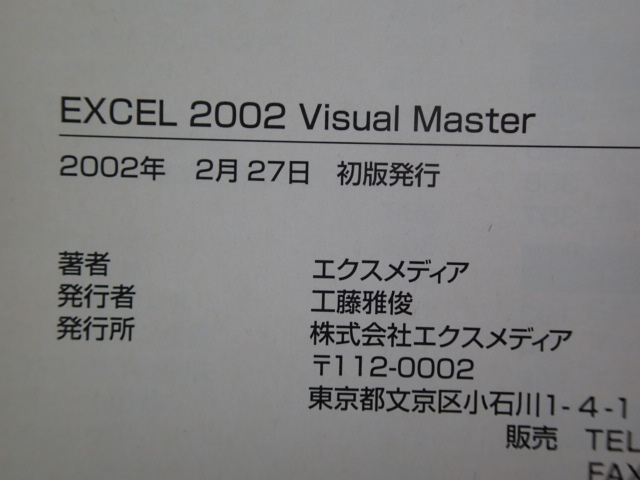 EXCEL 2002 Visual Master
2002年 2月27日 初版発行
著者 エクスメディア
発行者 工藤雅俊
発行所 株式会社エクスメディア
〒112-0002
東京都文京区小石川1-4-1
販売 TEL
FAX